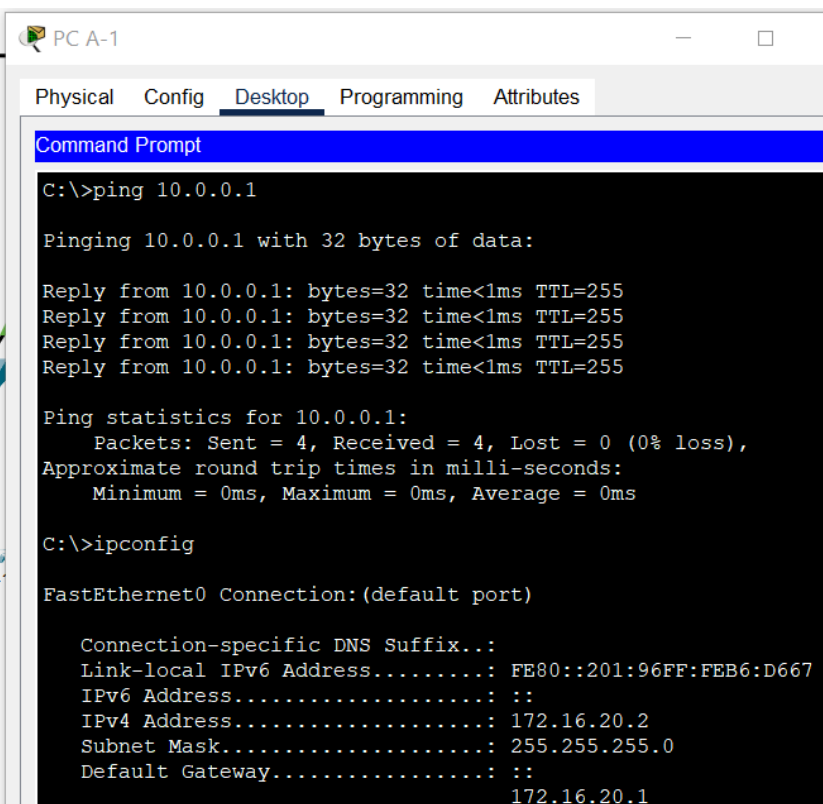 PC A-1
Physical Config Desktop Programming Attributes
Command Prompt
C:\>ping 10.0.0.1
Pinging 10.0.0.1 with 32 bytes of data:
Reply from 10.0.0.1: bytes=32 time<1ms TTL=255
Reply from 10.0.0.1: bytes=32 time<1ms TTL=255
Reply from 10.0.0.1: bytes=32 time<1ms TTL=255
Reply from 10.0.0.1: bytes=32 time<1ms TTL=255
Ping statistics for 10.0.0.1:
    Packets: Sent = 4, Received = 4, Lost = 0 (0% loss),
Approximate round trip times in milli-seconds:
    Minimum = 0ms, Maximum = 0ms, Average = 0ms
C:\>ipconfig
FastEthernet0 Connection:(default port)
   Connection-specific DNS Suffix..:
   Link-local IPv6 Address.........: FE80::201:96FF:FEB6:D667
   IPv6 Address....................: ::
   IPv4 Address....................: 172.16.20.2
   Subnet Mask.....................: 255.255.255.0
   Default Gateway.................: ::
                                     172.16.20.1